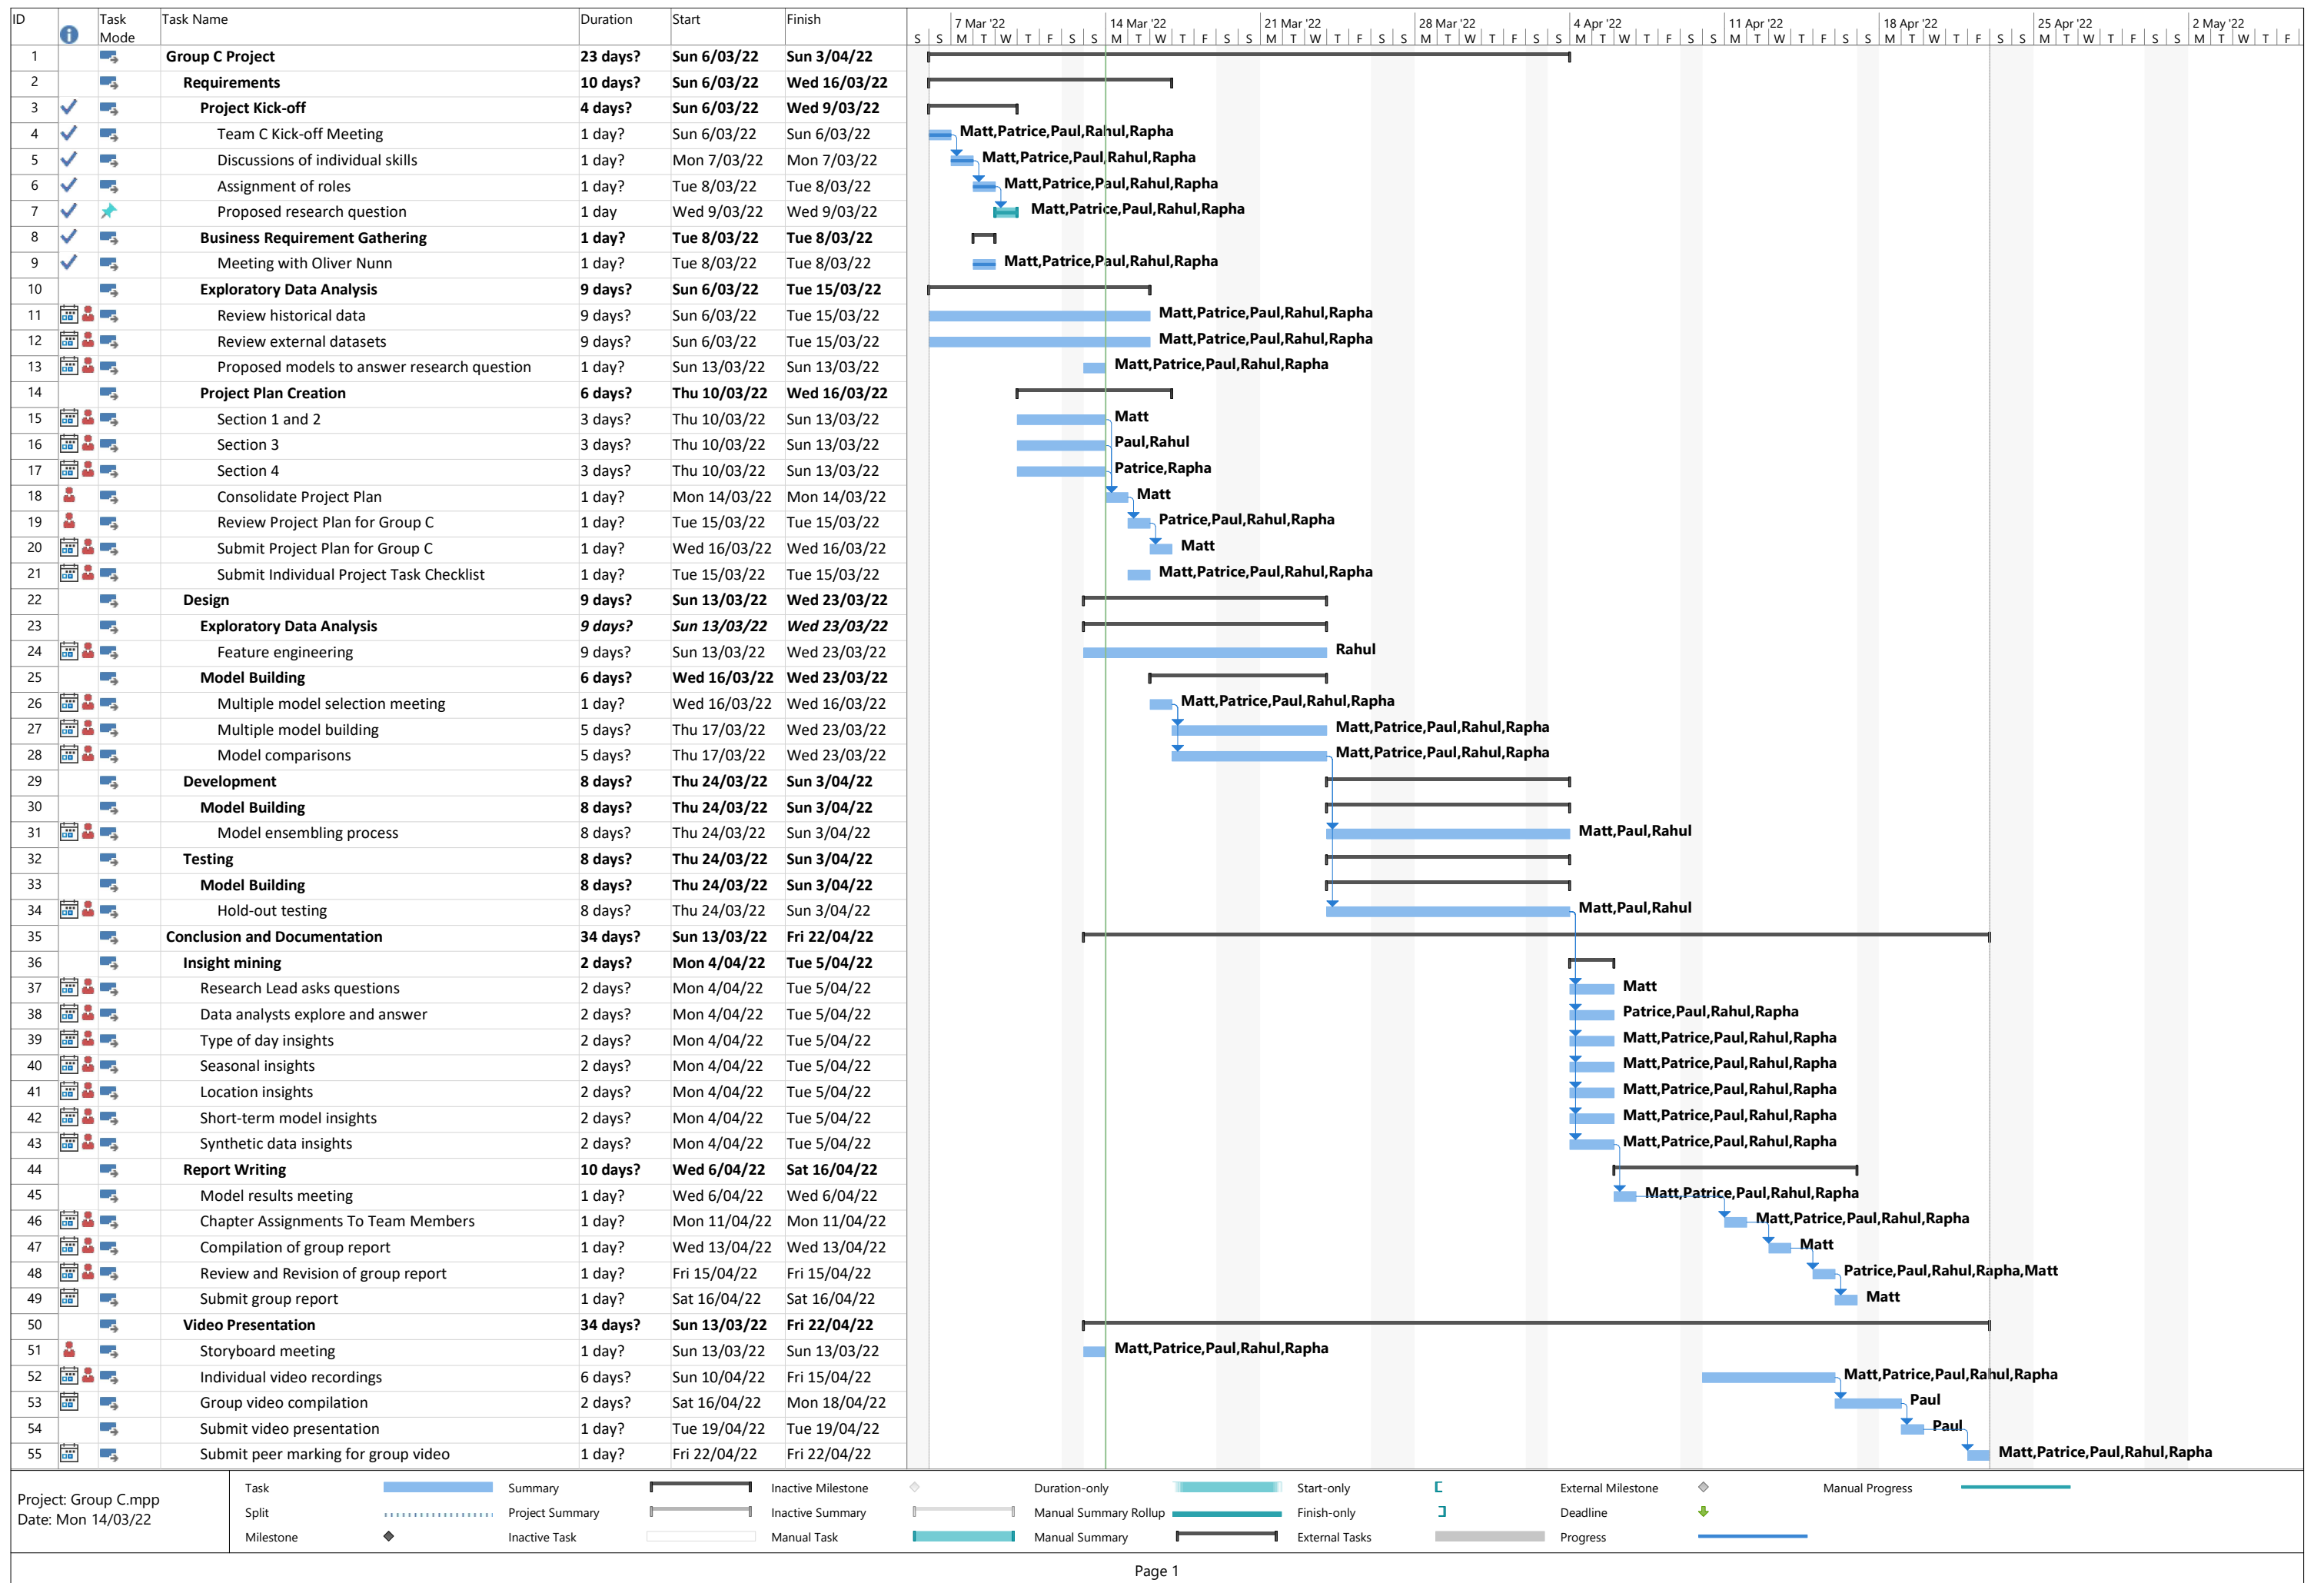 ID Task Mode Task Name Duration Start Finish
7 Mar '22 14 Mar '22 21 Mar '22 28 Mar '22 4 Apr '22 11 Apr '22 18 Apr '22 25 Apr '22 2 May '22
S S M T W T F S S M T W T F S S M T W T F S S M T W T F S S M T W T F S S M T W T F S S M T W T F S S M T W T F S S M T W T F
1 Group C Project 23 days? Sun 6/03/22 Sun 3/04/22
2 Requirements 10 days? Sun 6/03/22 Wed 16/03/22
3 Project Kick-off 4 days? Sun 6/03/22 Wed 9/03/22
4 Team C Kick-off Meeting 1 day? Sun 6/03/22 Sun 6/03/22 Matt,Patrice,Paul,Rahul,Rapha
5 Discussions of individual skills 1 day? Mon 7/03/22 Mon 7/03/22 Matt,Patrice,Paul,Rahul,Rapha
6 Assignment of roles 1 day? Tue 8/03/22 Tue 8/03/22 Matt,Patrice,Paul,Rahul,Rapha
7 Proposed research question 1 day Wed 9/03/22 Wed 9/03/22 Matt,Patrice,Paul,Rahul,Rapha
8 Business Requirement Gathering 1 day? Tue 8/03/22 Tue 8/03/22
9 Meeting with Oliver Nunn 1 day? Tue 8/03/22 Tue 8/03/22 Matt,Patrice,Paul,Rahul,Rapha
10 Exploratory Data Analysis 9 days? Sun 6/03/22 Tue 15/03/22
11 Review historical data 9 days? Sun 6/03/22 Tue 15/03/22 Matt,Patrice,Paul,Rahul,Rapha
12 Review external datasets 9 days? Sun 6/03/22 Tue 15/03/22 Matt,Patrice,Paul,Rahul,Rapha
13 Proposed models to answer research question 1 day? Sun 13/03/22 Sun 13/03/22 Matt,Patrice,Paul,Rahul,Rapha
14 Project Plan Creation 6 days? Thu 10/03/22 Wed 16/03/22
15 Section 1 and 2 3 days? Thu 10/03/22 Sun 13/03/22 Matt
16 Section 3 3 days? Thu 10/03/22 Sun 13/03/22 Paul,Rahul
17 Section 4 3 days? Thu 10/03/22 Sun 13/03/22 Patrice,Rapha
18 Consolidate Project Plan 1 day? Mon 14/03/22 Mon 14/03/22 Matt
19 Review Project Plan for Group C 1 day? Tue 15/03/22 Tue 15/03/22 Patrice,Paul,Rahul,Rapha
20 Submit Project Plan for Group C 1 day? Wed 16/03/22 Wed 16/03/22 Matt
21 Submit Individual Project Task Checklist 1 day? Tue 15/03/22 Tue 15/03/22 Matt,Patrice,Paul,Rahul,Rapha
22 Design 9 days? Sun 13/03/22 Wed 23/03/22
23 Exploratory Data Analysis 9 days? Sun 13/03/22 Wed 23/03/22
24 Feature engineering 9 days? Sun 13/03/22 Wed 23/03/22 Rahul
25 Model Building 6 days? Wed 16/03/22 Wed 23/03/22
26 Multiple model selection meeting 1 day? Wed 16/03/22 Wed 16/03/22 Matt,Patrice,Paul,Rahul,Rapha
27 Multiple model building 5 days? Thu 17/03/22 Wed 23/03/22 Matt,Patrice,Paul,Rahul,Rapha
28 Model comparisons 5 days? Thu 17/03/22 Wed 23/03/22 Matt,Patrice,Paul,Rahul,Rapha
29 Development 8 days? Thu 24/03/22 Sun 3/04/22
30 Model Building 8 days? Thu 24/03/22 Sun 3/04/22
31 Model ensembling process 8 days? Thu 24/03/22 Sun 3/04/22 Matt,Paul,Rahul
32 Testing 8 days? Thu 24/03/22 Sun 3/04/22
33 Model Building 8 days? Thu 24/03/22 Sun 3/04/22
34 Hold-out testing 8 days? Thu 24/03/22 Sun 3/04/22 Matt,Paul,Rahul
35 Conclusion and Documentation 34 days? Sun 13/03/22 Fri 22/04/22
36 Insight mining 2 days? Mon 4/04/22 Tue 5/04/22
37 Research Lead asks questions 2 days? Mon 4/04/22 Tue 5/04/22 Matt
38 Data analysts explore and answer 2 days? Mon 4/04/22 Tue 5/04/22 Patrice,Paul,Rahul,Rapha
39 Type of day insights 2 days? Mon 4/04/22 Tue 5/04/22 Matt,Patrice,Paul,Rahul,Rapha
40 Seasonal insights 2 days? Mon 4/04/22 Tue 5/04/22 Matt,Patrice,Paul,Rahul,Rapha
41 Location insights 2 days? Mon 4/04/22 Tue 5/04/22 Matt,Patrice,Paul,Rahul,Rapha
42 Short-term model insights 2 days? Mon 4/04/22 Tue 5/04/22 Matt,Patrice,Paul,Rahul,Rapha
43 Synthetic data insights 2 days? Mon 4/04/22 Tue 5/04/22 Matt,Patrice,Paul,Rahul,Rapha
44 Report Writing 10 days? Wed 6/04/22 Sat 16/04/22
45 Model results meeting 1 day? Wed 6/04/22 Wed 6/04/22 Matt,Patrice,Paul,Rahul,Rapha
46 Chapter Assignments To Team Members 1 day? Mon 11/04/22 Mon 11/04/22 Matt,Patrice,Paul,Rahul,Rapha
47 Compilation of group report 1 day? Wed 13/04/22 Wed 13/04/22 Matt
48 Review and Revision of group report 1 day? Fri 15/04/22 Fri 15/04/22 Patrice,Paul,Rahul,Rapha,Matt
49 Submit group report 1 day? Sat 16/04/22 Sat 16/04/22 Matt
50 Video Presentation 34 days? Sun 13/03/22 Fri 22/04/22
51 Storyboard meeting 1 day? Sun 13/03/22 Sun 13/03/22 Matt,Patrice,Paul,Rahul,Rapha
52 Individual video recordings 6 days? Sun 10/04/22 Fri 15/04/22 Matt,Patrice,Paul,Rahul,Rapha
53 Group video compilation 2 days? Sat 16/04/22 Mon 18/04/22 Paul
54 Submit video presentation 1 day? Tue 19/04/22 Tue 19/04/22 Paul
55 Submit peer marking for group video 1 day? Fri 22/04/22 Fri 22/04/22 Matt,Patrice,Paul,Rahul,Rapha
Project: Group C.mpp
Date: Mon 14/03/22
Task Summary Inactive Milestone Duration-only Start-only External Milestone Manual Progress
Split Project Summary Inactive Summary Manual Summary Rollup Finish-only Deadline
Milestone Inactive Task Manual Task Manual Summary External Tasks Progress
Page 1